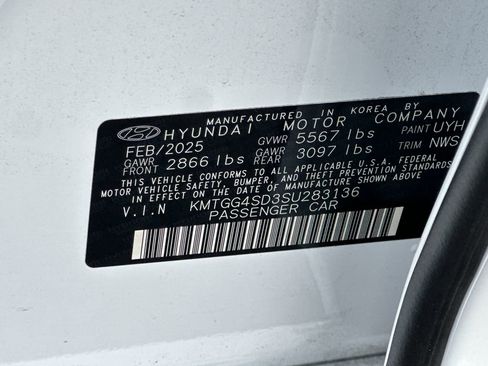 MANUFACTURED IN KOREA BY
HYUNDAI MOTOR COMPANY
FEB/2025 GVWR 5567 lbs PAINT UYH
GAWR FRONT 2866 lbs GAWR REAR 3097 lbs TRIM NWS
THIS VEHICLE CONFORMS TO ALL APPLICABLE U.S.A. FEDERAL
MOTOR VEHICLE SAFETY, BUMPER, AND THEFT PREVENTION STANDARDS
IN EFFECT ON THE DATE OF MANUFACTURE SHOWN ABOVE.
V.I.N KMTGG4SD3SU283136
PASSENGER CAR